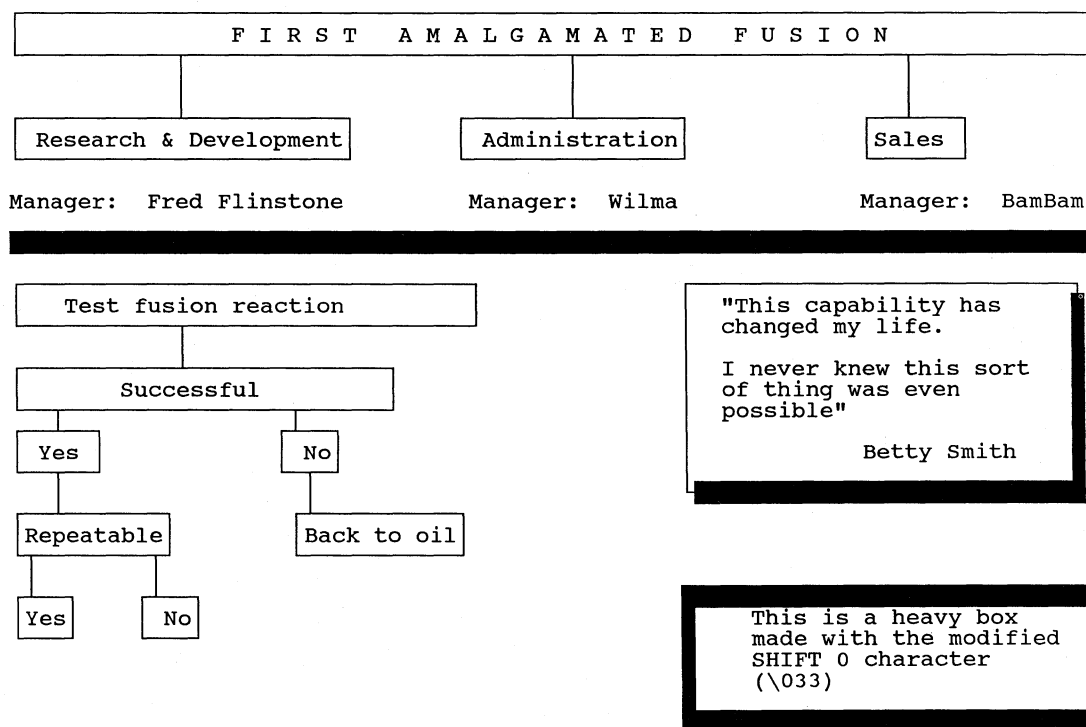 F I R S T A M A L G A M A T E D F U S I O N
Research & Development
Administration
Sales
Manager: Fred Flinstone
Manager: Wilma
Manager: BamBam
Test fusion reaction
Successful
Yes
No
Repeatable
Back to oil
Yes
No
"This capability has
changed my life.
I never knew this sort
of thing was even
possible"
Betty Smith
This is a heavy box
made with the modified
SHIFT 0 character
(\033)